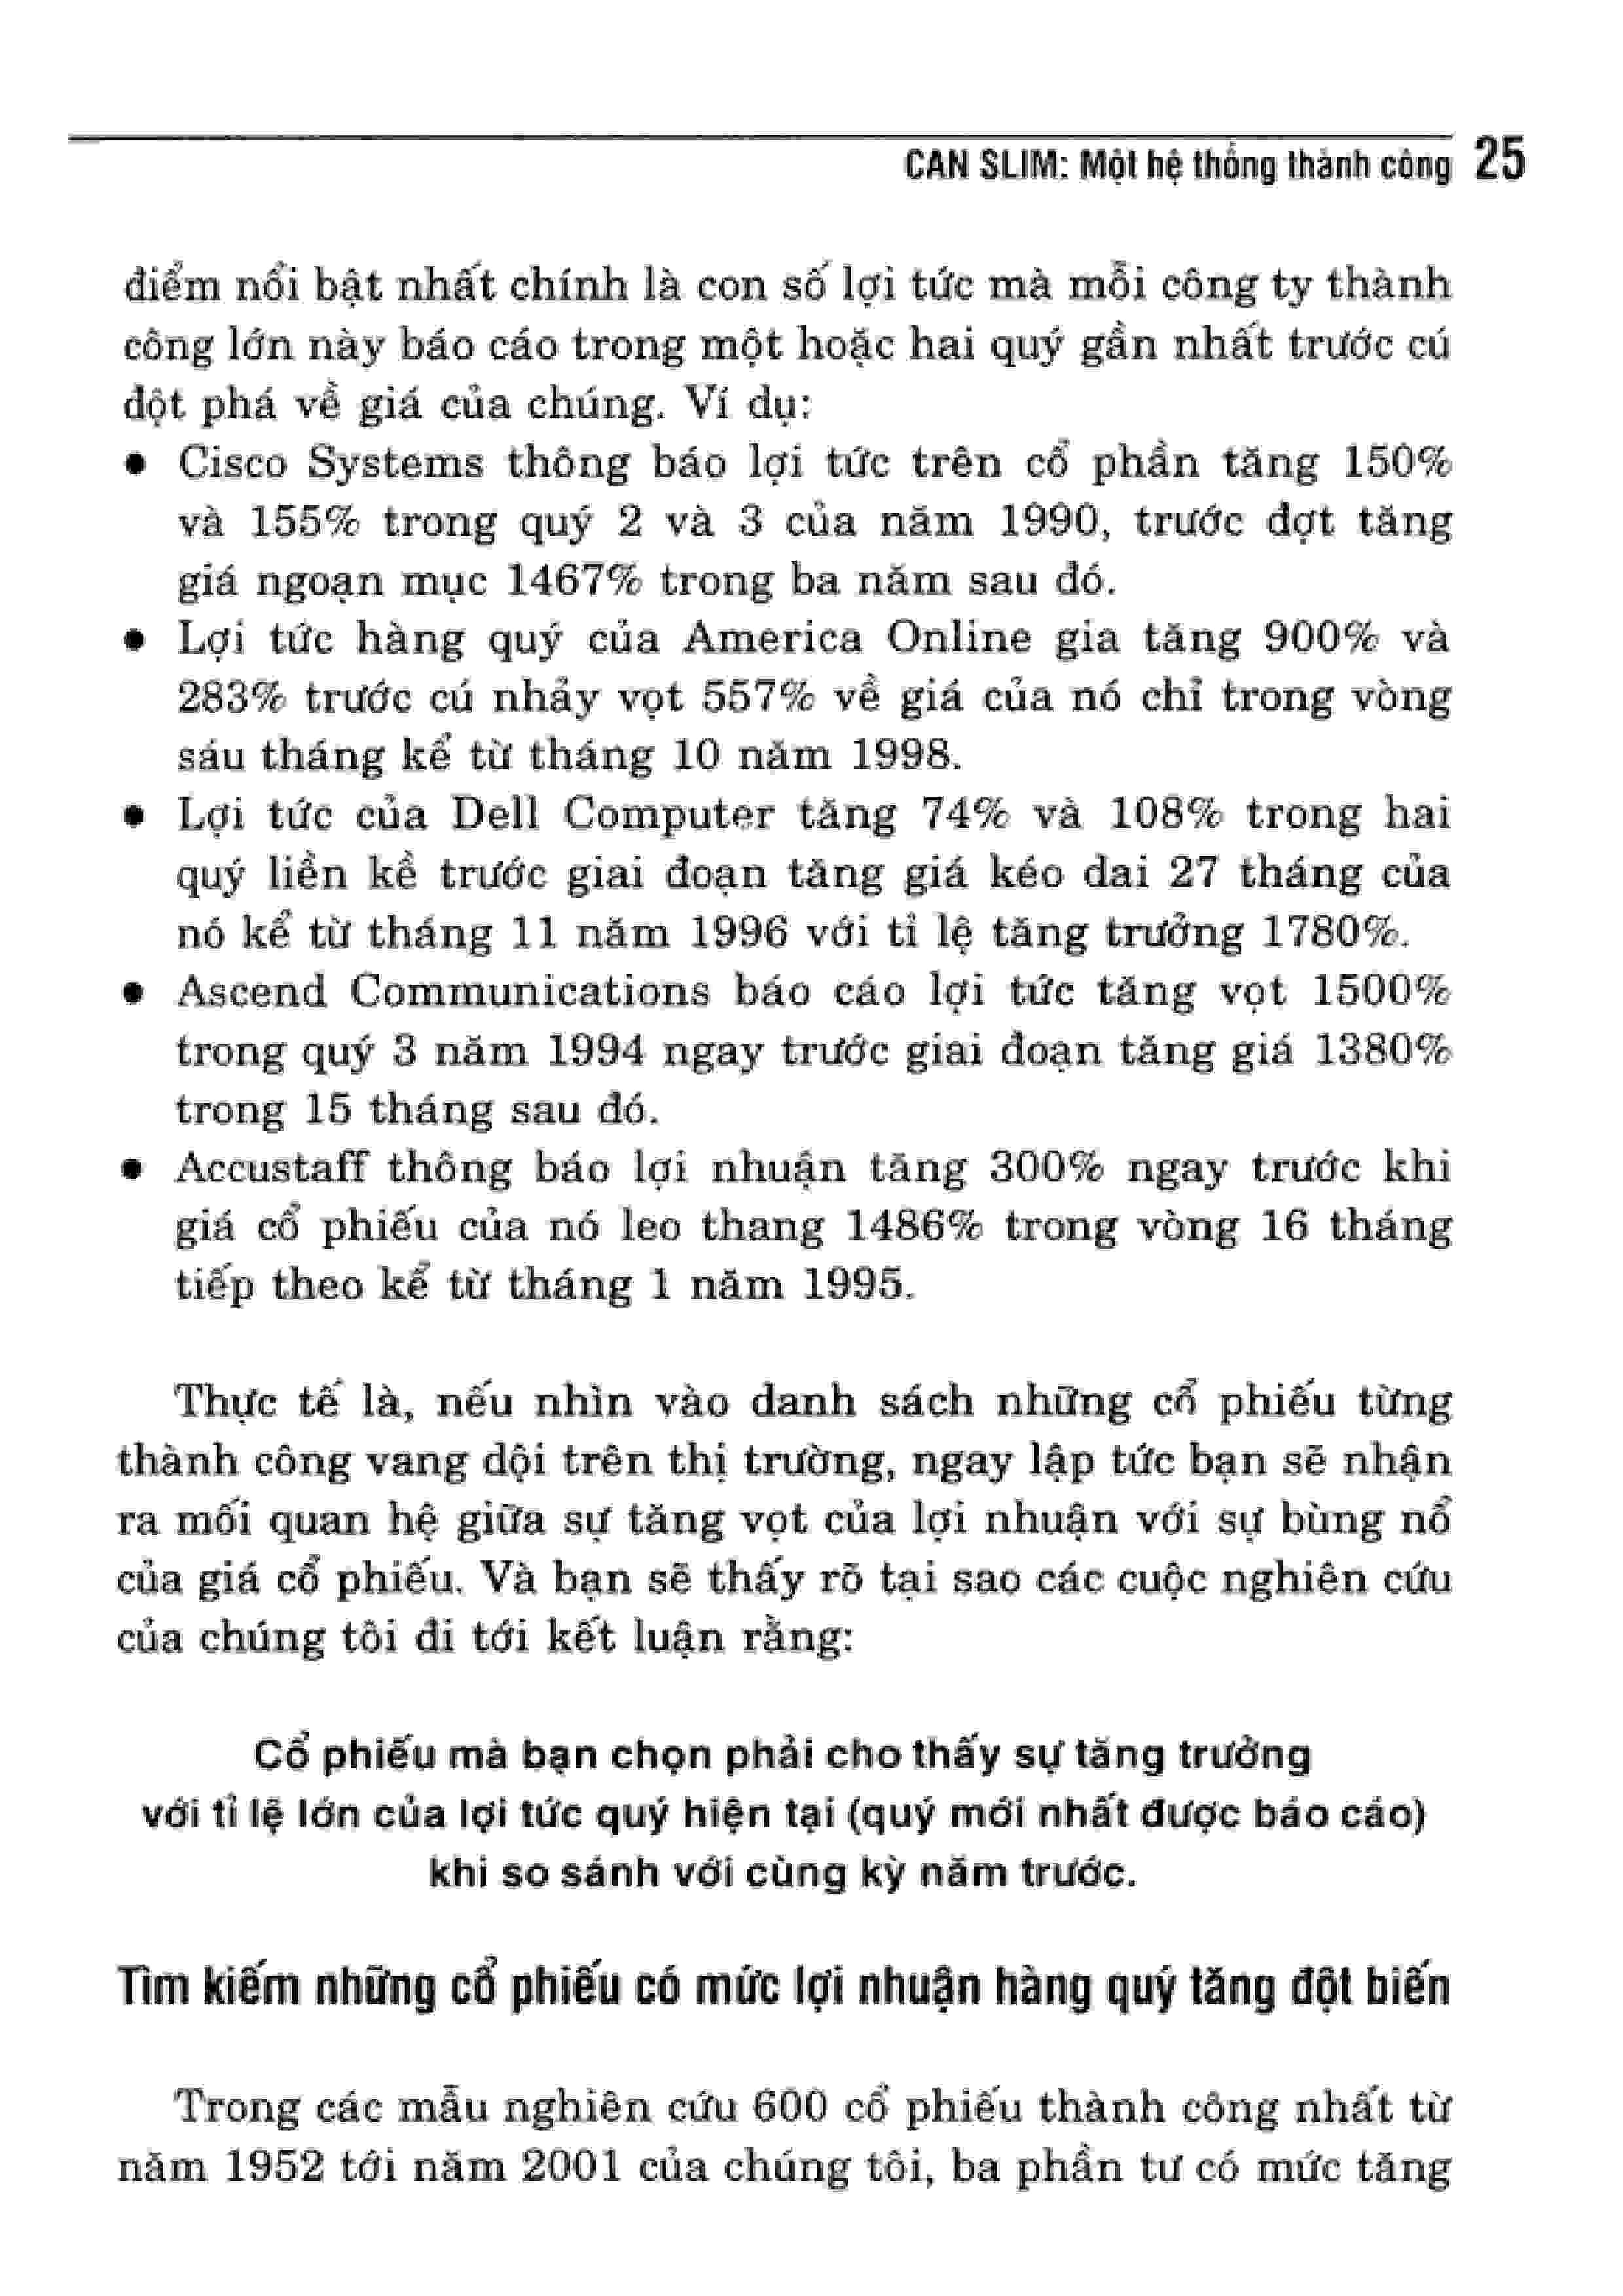 CAN SLIM: Một hệ thống thành công 25
điểm nổi bật nhất chính là con số lợi tức mà mỗi công ty thành
công lớn này báo cáo trong một hoặc hai quý gần nhất trước cú
đột phá về giá của chúng. Ví dụ:
● Cisco Systems thông báo lợi tức trên cổ phần tăng 150%
và 155% trong quý 2 và 3 của năm 1990, trước đợt tăng
giá ngoạn mục 1467% trong ba năm sau đó.
● Lợi tức hàng quý của America Online gia tăng 900% và
283% trước cú nhảy vọt 557% về giá của nó chỉ trong vòng
sáu tháng kể từ tháng 10 năm 1998.
● Lợi tức của Dell Computer tăng 74% và 108% trong hai
quý liền kề trước giai đoạn tăng giá kéo dai 27 tháng của
nó kể từ tháng 11 năm 1996 với tỉ lệ tăng trưởng 1780%.
● Ascend Communications báo cáo lợi tức tăng vọt 1500%
trong quý 3 năm 1994 ngay trước giai đoạn tăng giá 1380%
trong 15 tháng sau đó.
● Accustaff thông báo lợi nhuận tăng 300% ngay trước khi
giá cổ phiếu của nó leo thang 1486% trong vòng 16 tháng
tiếp theo kể từ tháng 1 năm 1995.
Thực tế là, nếu nhìn vào danh sách những cổ phiếu từng
thành công vang dội trên thị trường, ngay lập tức bạn sẽ nhận
ra mối quan hệ giữa sự tăng vọt của lợi nhuận với sự bùng nổ
của giá cổ phiếu. Và bạn sẽ thấy rõ tại sao các cuộc nghiên cứu
của chúng tôi đi tới kết luận rằng:
Cổ phiếu mà bạn chọn phải cho thấy sự tăng trưởng
với tỉ lệ lớn của lợi tức quý hiện tại (quý mới nhất được báo cáo)
khi so sánh với cùng kỳ năm trước.
Tìm kiếm những cổ phiếu có mức lợi nhuận hàng quý tăng đột biến
Trong các mẫu nghiên cứu 600 cổ phiếu thành công nhất từ
năm 1952 tới năm 2001 của chúng tôi, ba phần tư có mức tăng